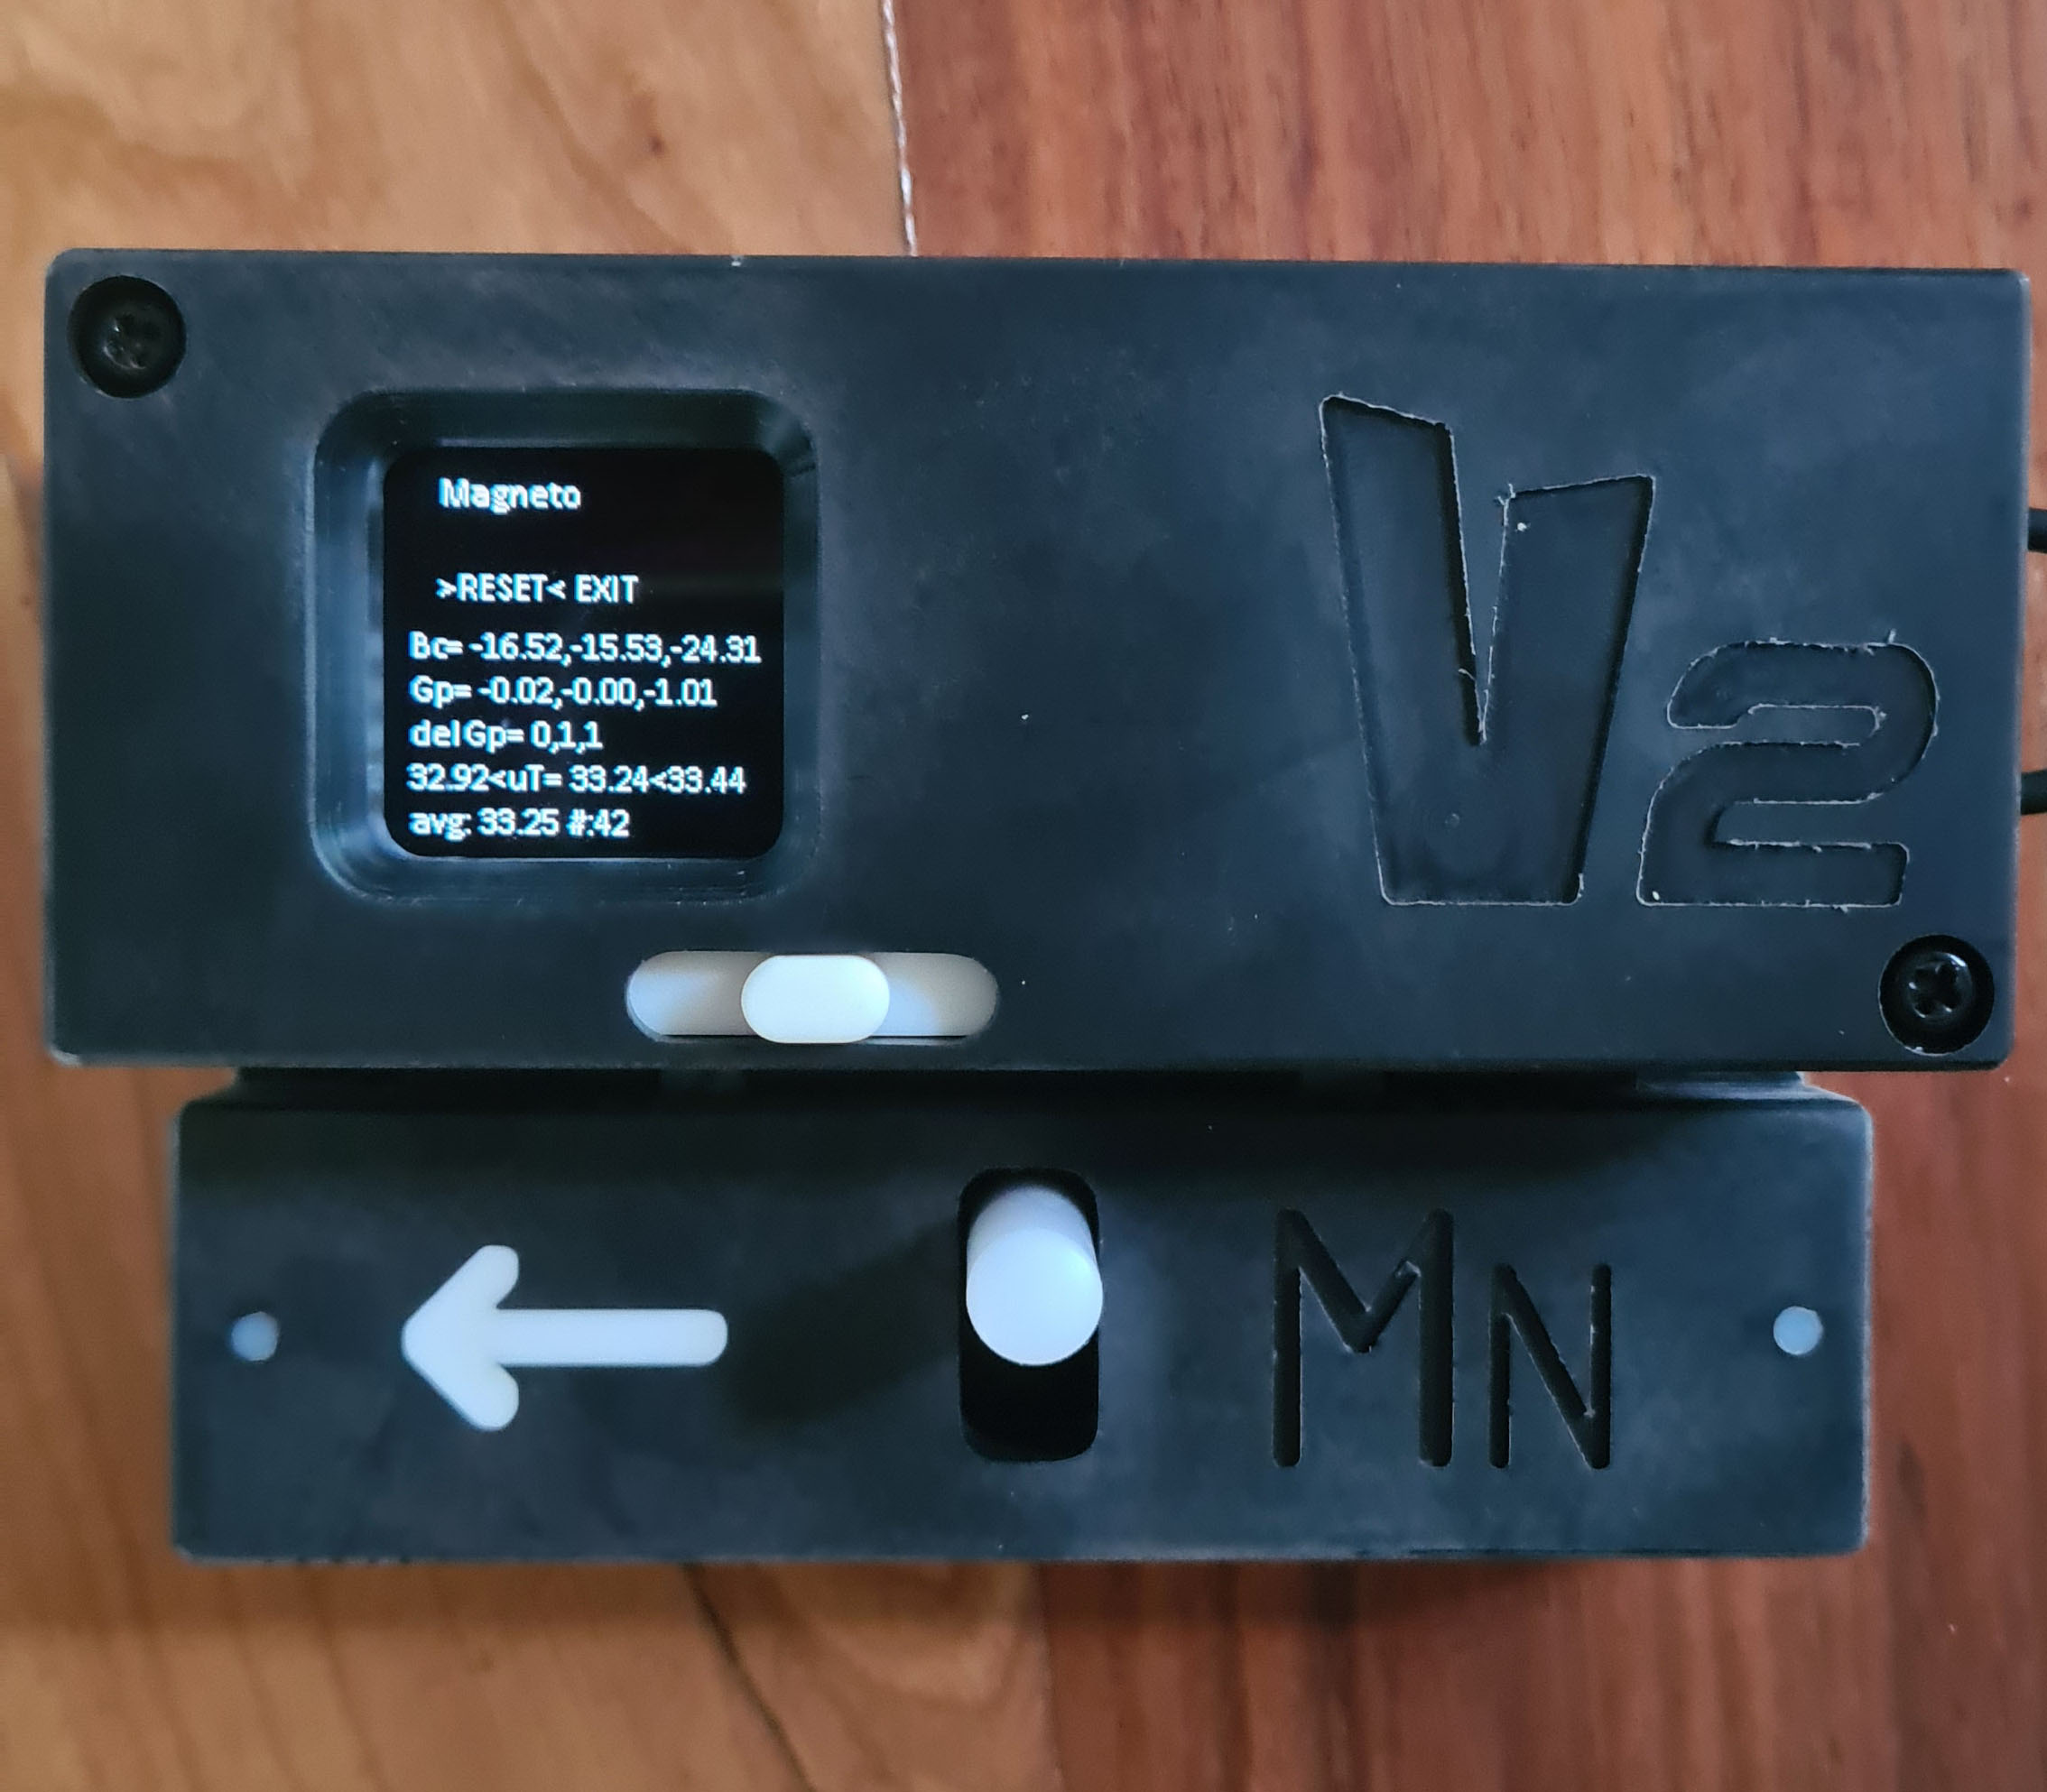 Magneto
>RESET< EXIT
Bc= -16.52,-15.53,-24.31
Gp= -0.02,-0.00,-1.01
delGp= 0,1,1
32.92<uT= 33.24<33.44
avg: 33.25 #:42
V2
MN